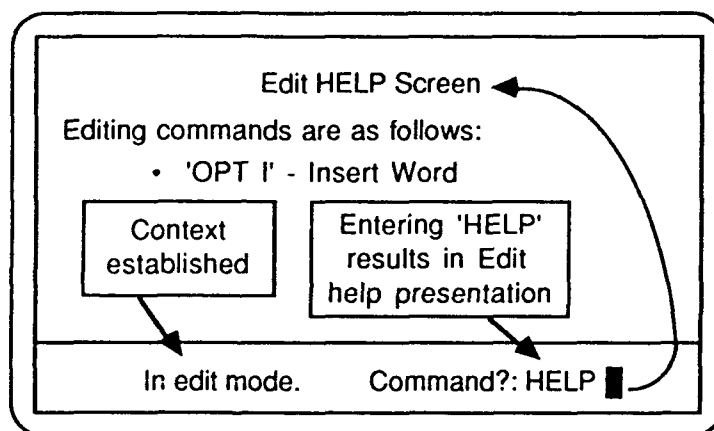 Edit HELP Screen
Editing commands are as follows:
• 'OPT I' - Insert Word
Context
established
Entering 'HELP'
results in Edit
help presentation
In edit mode.
Command?: HELP